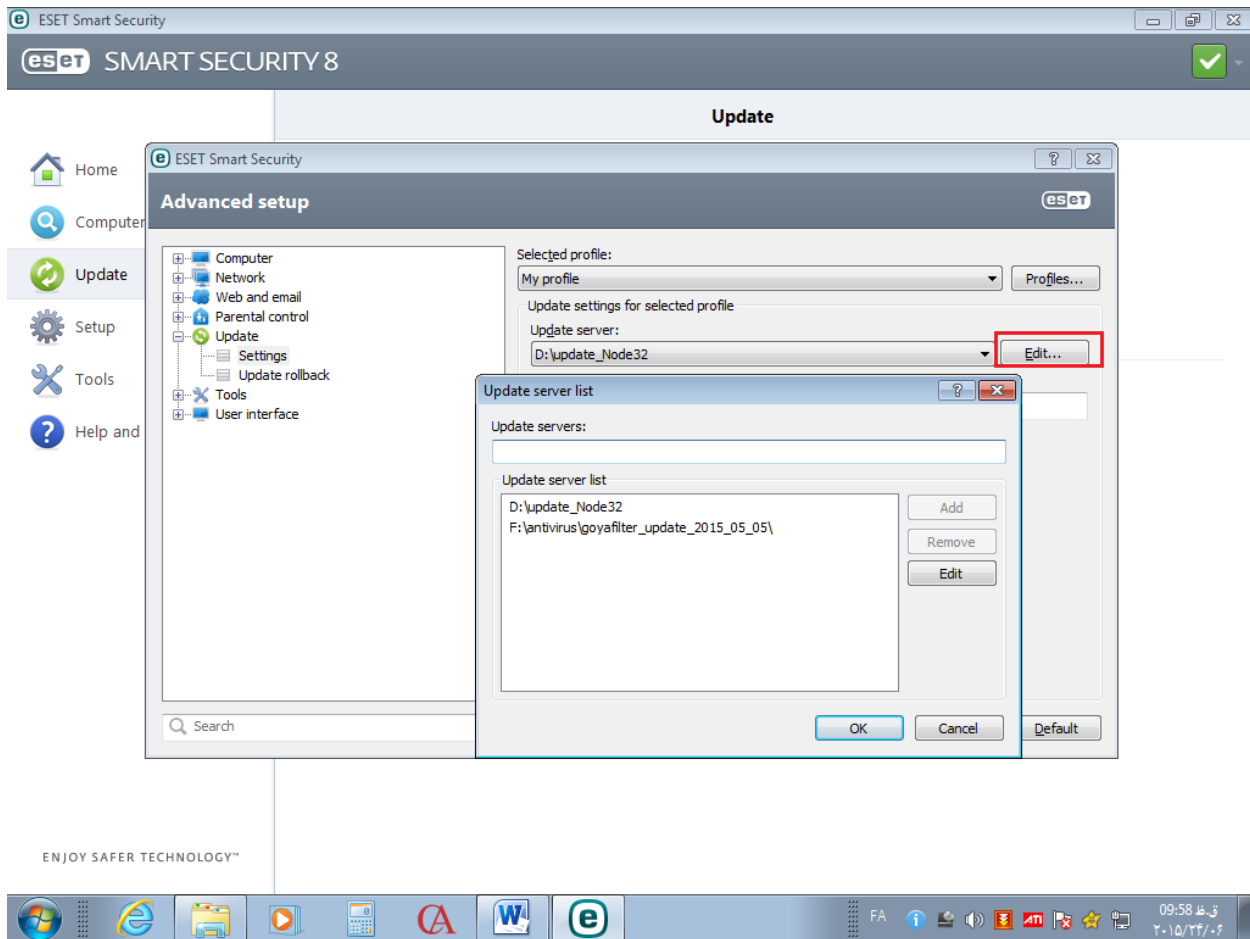 ESET Smart Security
eset SMART SECURITY 8
Update
Home
Computer
Update
Setup
Tools
Help and
ENJOY SAFER TECHNOLOGY™
ESET Smart Security
Advanced setup
eset
Computer
Network
Web and email
Parental control
Update
Settings
Update rollback
Tools
User interface
Search
Selected profile:
My profile
Profiles...
Update settings for selected profile
Update server:
D:\update_Node32
Edit...
Update server list
Update servers:
Update server list
D:\update_Node32
F:\antivirus\goyafilter_update_2015_05_05\
Add
Remove
Edit
OK
Cancel
Default
FA
ATI
09:58 ق.ظ
۲۰۱۵/۲۴/۰۶